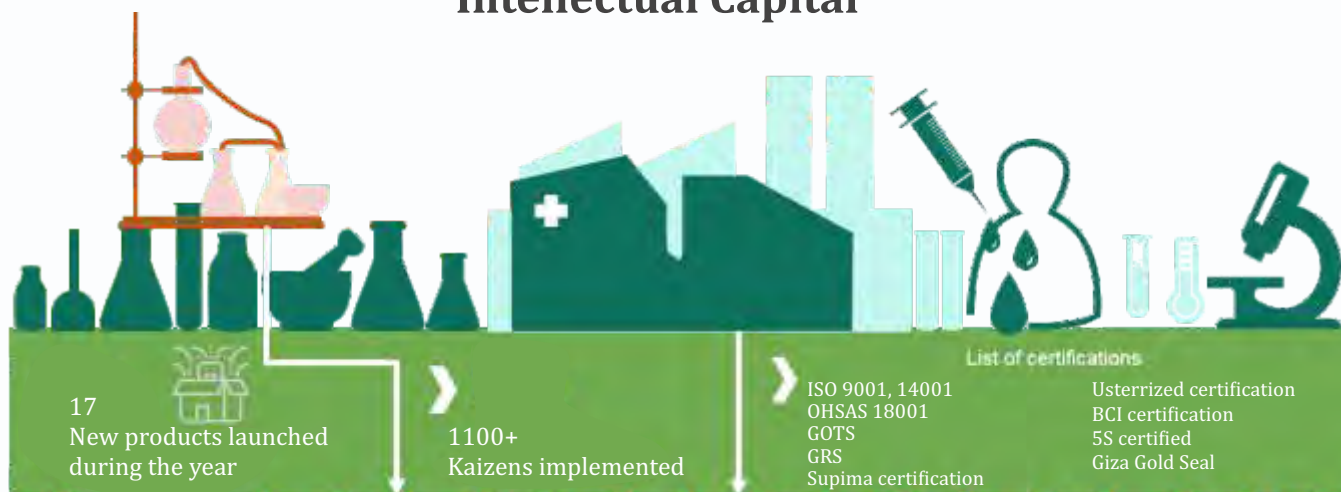 Intellectual Capital
17
New products launched
during the year
1100+
Kaizens implemented
List of certifications
ISO 9001, 14001
OHSAS 18001
GOTS
GRS
Supima certification
Usterrized certification
BCI certification
5S certified
Giza Gold Seal